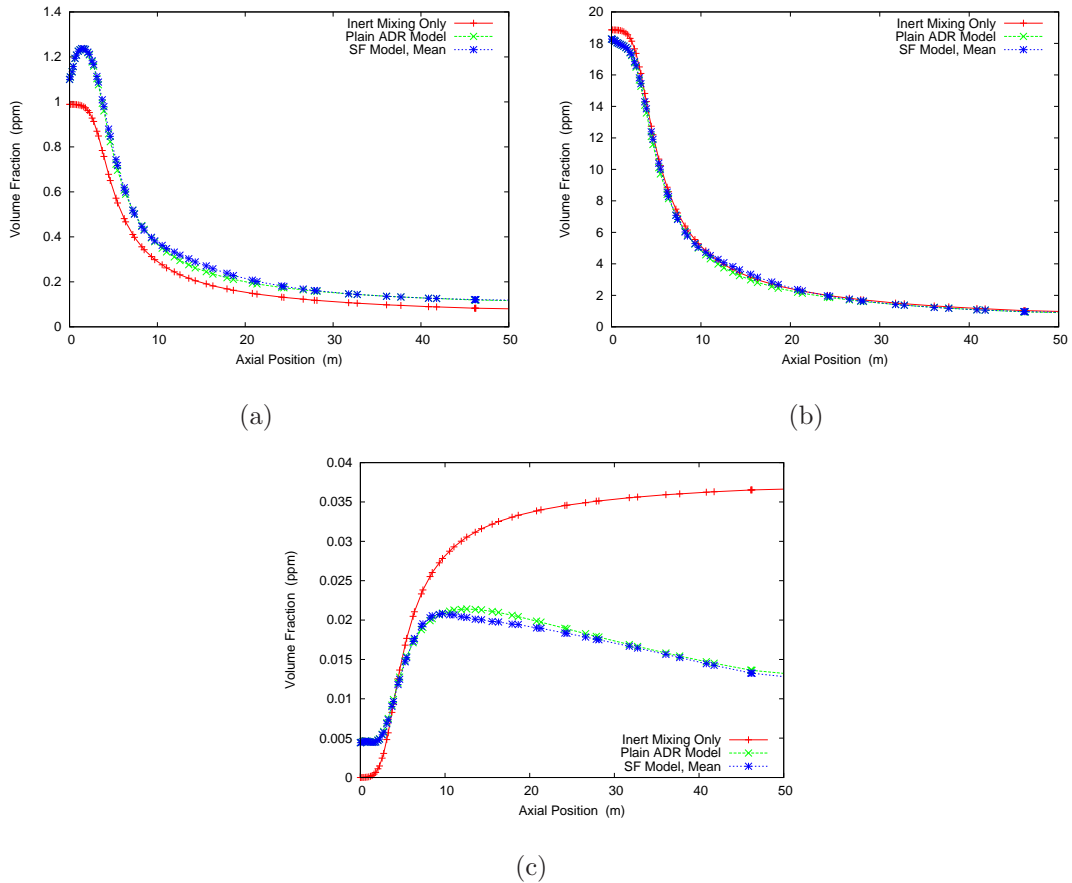 Volume Fraction (ppm)
1.4
1.2
1
0.8
0.6
0.4
0.2
0
0 10 20 30 40 50
Axial Position (m)
Inert Mixing Only
Plain ADR Model
SF Model, Mean
(a)
Volume Fraction (ppm)
20
18
16
14
12
10
8
6
4
2
0
0 10 20 30 40 50
Axial Position (m)
Inert Mixing Only
Plain ADR Model
SF Model, Mean
(b)
Volume Fraction (ppm)
0.04
0.035
0.03
0.025
0.02
0.015
0.01
0.005
0
0 10 20 30 40 50
Axial Position (m)
Inert Mixing Only
Plain ADR Model
SF Model, Mean
(c)